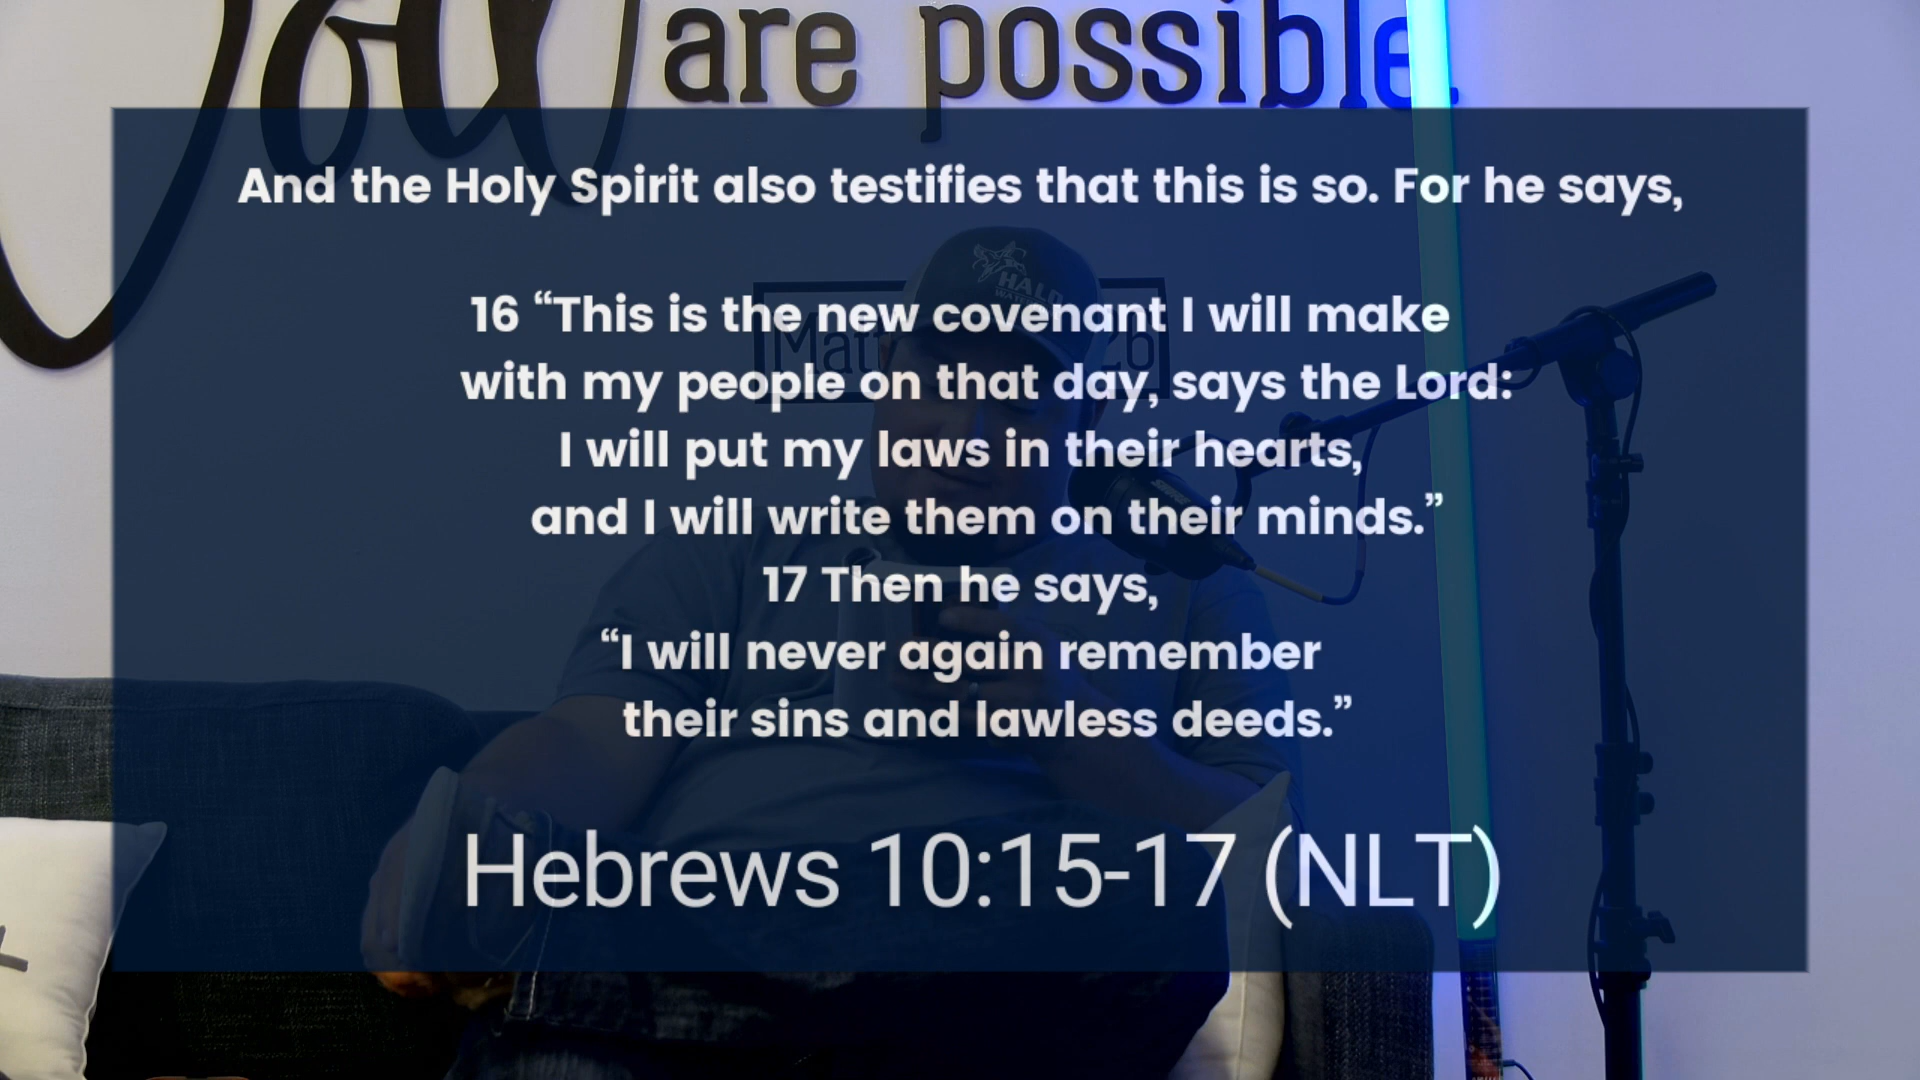 You are possible.
And the Holy Spirit also testifies that this is so. For he says,
HALO
16 “This is the new covenant I will make
with my people on that day, says the Lord:
I will put my laws in their hearts,
and I will write them on their minds.”
17 Then he says,
“I will never again remember
their sins and lawless deeds.”
Hebrews 10:15-17 (NLT)